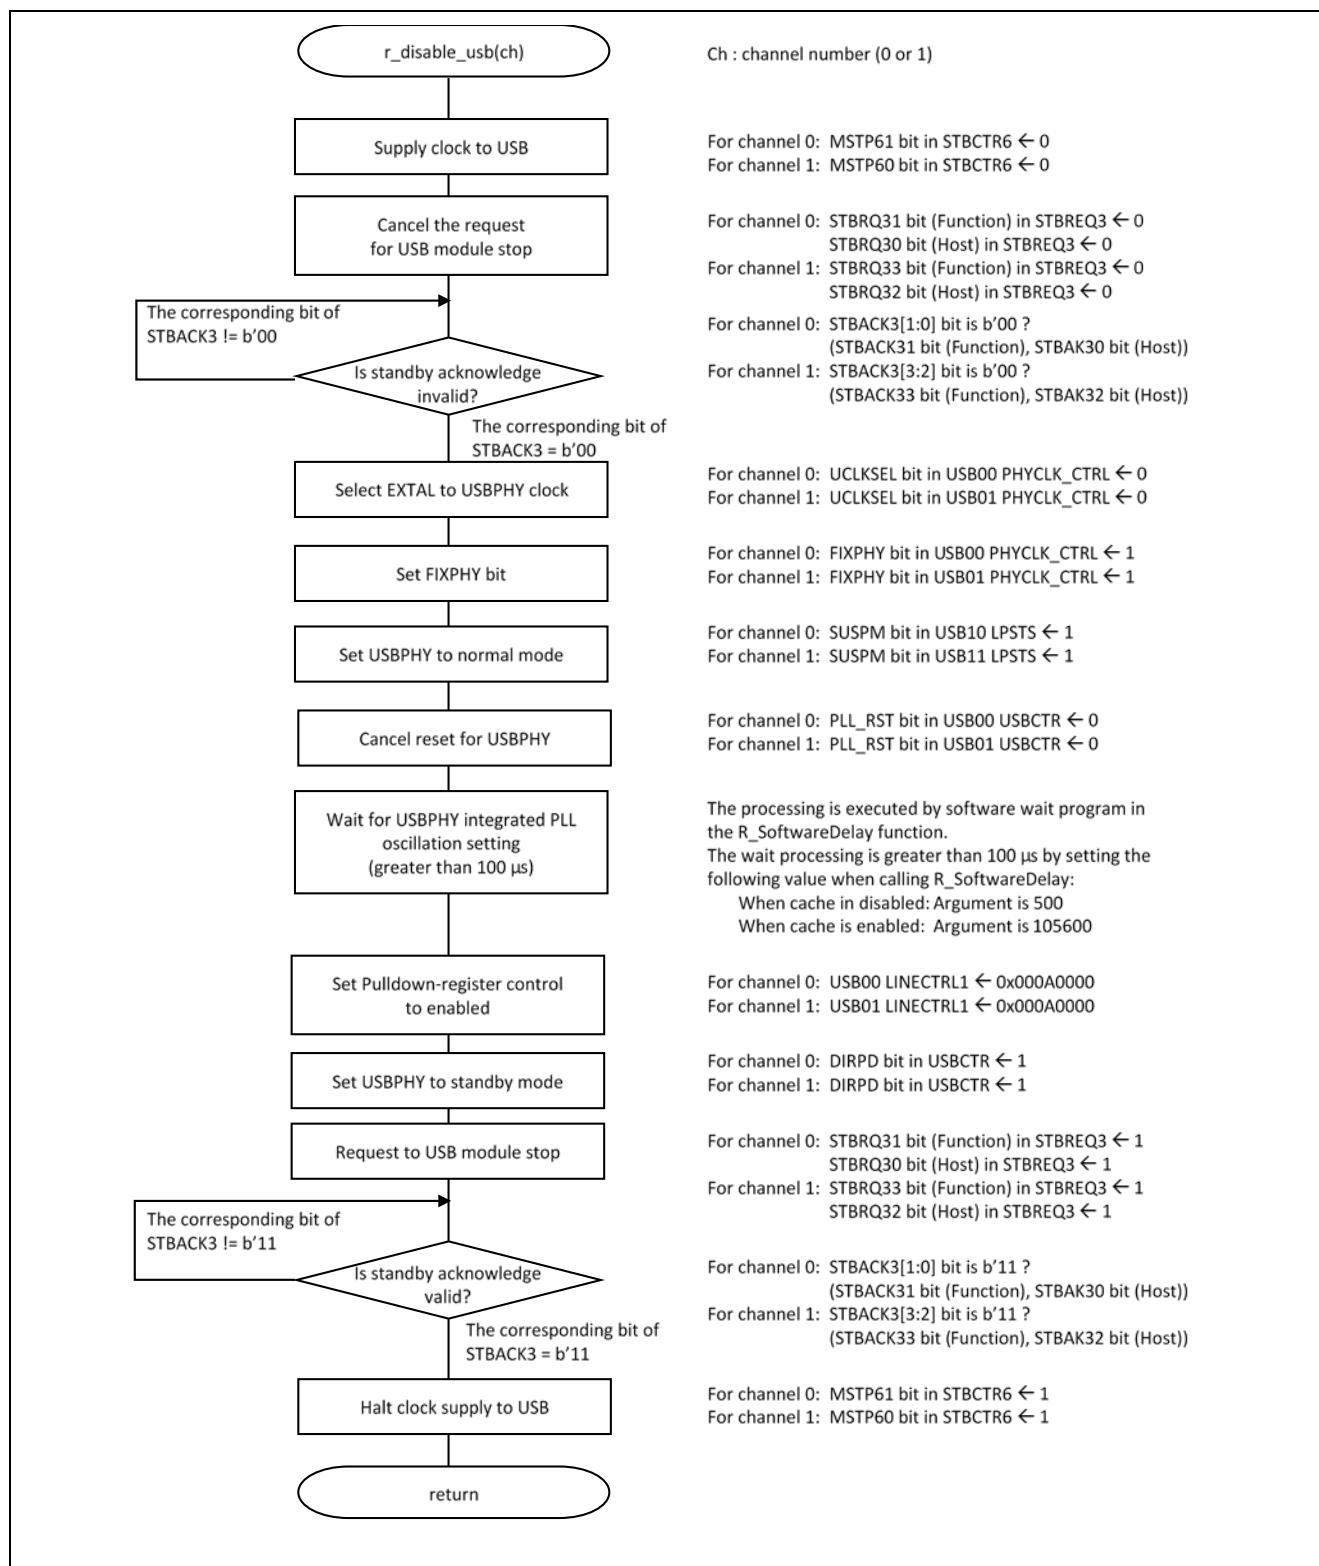 r_disable_usb(ch)
Ch : channel number (0 or 1)
Supply clock to USB
For channel 0: MSTP61 bit in STBCTR6 ← 0
For channel 1: MSTP60 bit in STBCTR6 ← 0
Cancel the request
for USB module stop
For channel 0: STBRQ31 bit (Function) in STBREQ3 ← 0
STBRQ30 bit (Host) in STBREQ3 ← 0
For channel 1: STBRQ33 bit (Function) in STBREQ3 ← 0
STBRQ32 bit (Host) in STBREQ3 ← 0
The corresponding bit of
STBACK3 != b’00
Is standby acknowledge
invalid?
For channel 0: STBACK3[1:0] bit is b’00 ?
(STBACK31 bit (Function), STBAK30 bit (Host))
For channel 1: STBACK3[3:2] bit is b’00 ?
(STBACK33 bit (Function), STBAK32 bit (Host))
The corresponding bit of
STBACK3 = b’00
Select EXTAL to USBPHY clock
For channel 0: UCLKSEL bit in USB00 PHYCLK_CTRL ← 0
For channel 1: UCLKSEL bit in USB01 PHYCLK_CTRL ← 0
Set FIXPHY bit
For channel 0: FIXPHY bit in USB00 PHYCLK_CTRL ← 1
For channel 1: FIXPHY bit in USB01 PHYCLK_CTRL ← 1
Set USBPHY to normal mode
For channel 0: SUSPM bit in USB10 LPSTS ← 1
For channel 1: SUSPM bit in USB11 LPSTS ← 1
Cancel reset for USBPHY
For channel 0: PLL_RST bit in USB00 USBCTR ← 0
For channel 1: PLL_RST bit in USB01 USBCTR ← 0
Wait for USBPHY integrated PLL
oscillation setting
(greater than 100 µs)
The processing is executed by software wait program in
the R_SoftwareDelay function.
The wait processing is greater than 100 µs by setting the
following value when calling R_SoftwareDelay:
When cache in disabled: Argument is 500
When cache is enabled: Argument is 105600
Set Pulldown-register control
to enabled
For channel 0: USB00 LINECTRL1 ← 0x000A0000
For channel 1: USB01 LINECTRL1 ← 0x000A0000
Set USBPHY to standby mode
For channel 0: DIRPD bit in USBCTR ← 1
For channel 1: DIRPD bit in USBCTR ← 1
Request to USB module stop
For channel 0: STBRQ31 bit (Function) in STBREQ3 ← 1
STBRQ30 bit (Host) in STBREQ3 ← 1
For channel 1: STBRQ33 bit (Function) in STBREQ3 ← 1
STBRQ32 bit (Host) in STBREQ3 ← 1
The corresponding bit of
STBACK3 != b’11
Is standby acknowledge
valid?
For channel 0: STBACK3[1:0] bit is b’11 ?
(STBACK31 bit (Function), STBAK30 bit (Host))
For channel 1: STBACK3[3:2] bit is b’11 ?
(STBACK33 bit (Function), STBAK32 bit (Host))
The corresponding bit of
STBACK3 = b’11
Halt clock supply to USB
For channel 0: MSTP61 bit in STBCTR6 ← 1
For channel 1: MSTP60 bit in STBCTR6 ← 1
return